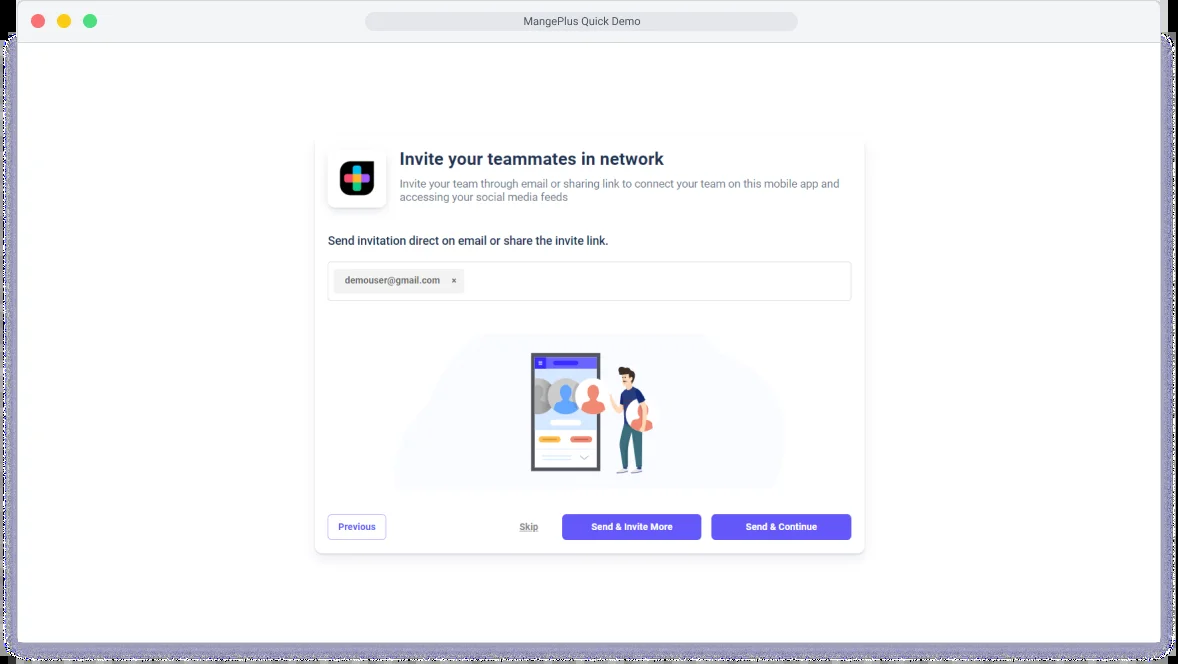 MangePlus Quick Demo
Invite your teammates in network
Invite your team through email or sharing link to connect your team on this mobile app and
accessing your social media feeds
Send invitation direct on email or share the invite link.
demouser@gmail.com ×
Previous
Skip
Send & Invite More
Send & Continue